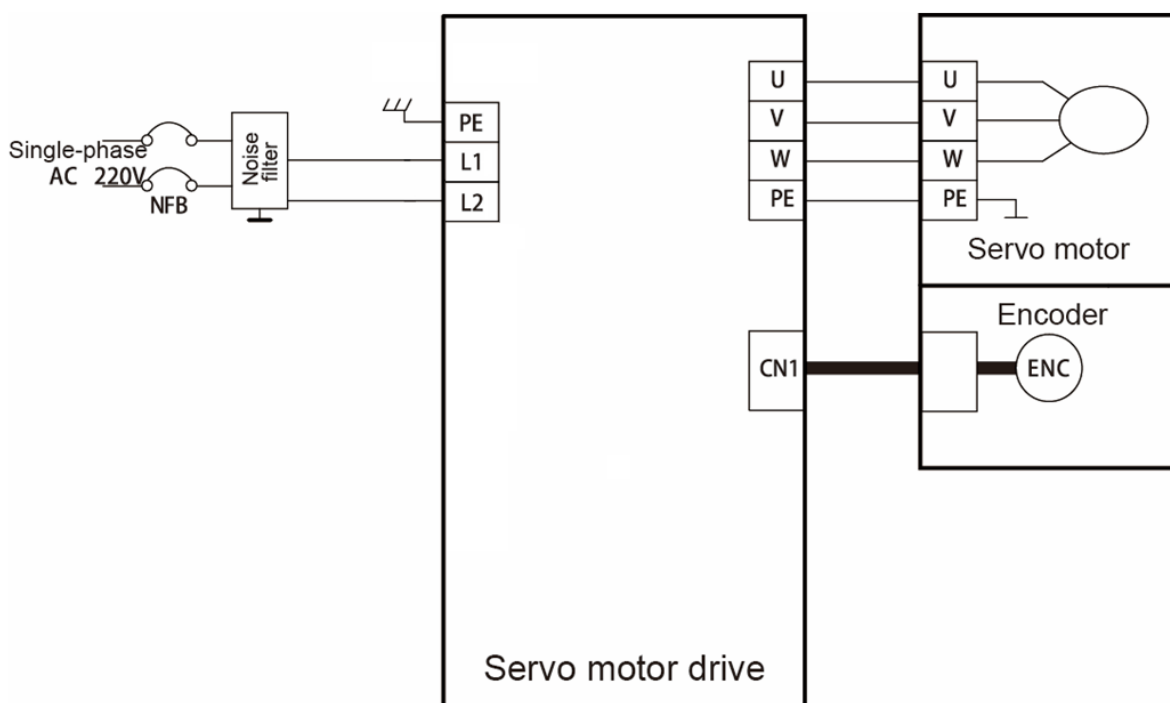 Single-phase
AC 220V
NFB
Noise
filter
PE
L1
L2
U
V
W
PE
CN1
Servo motor drive
U
V
W
PE
Servo motor
Encoder
ENC